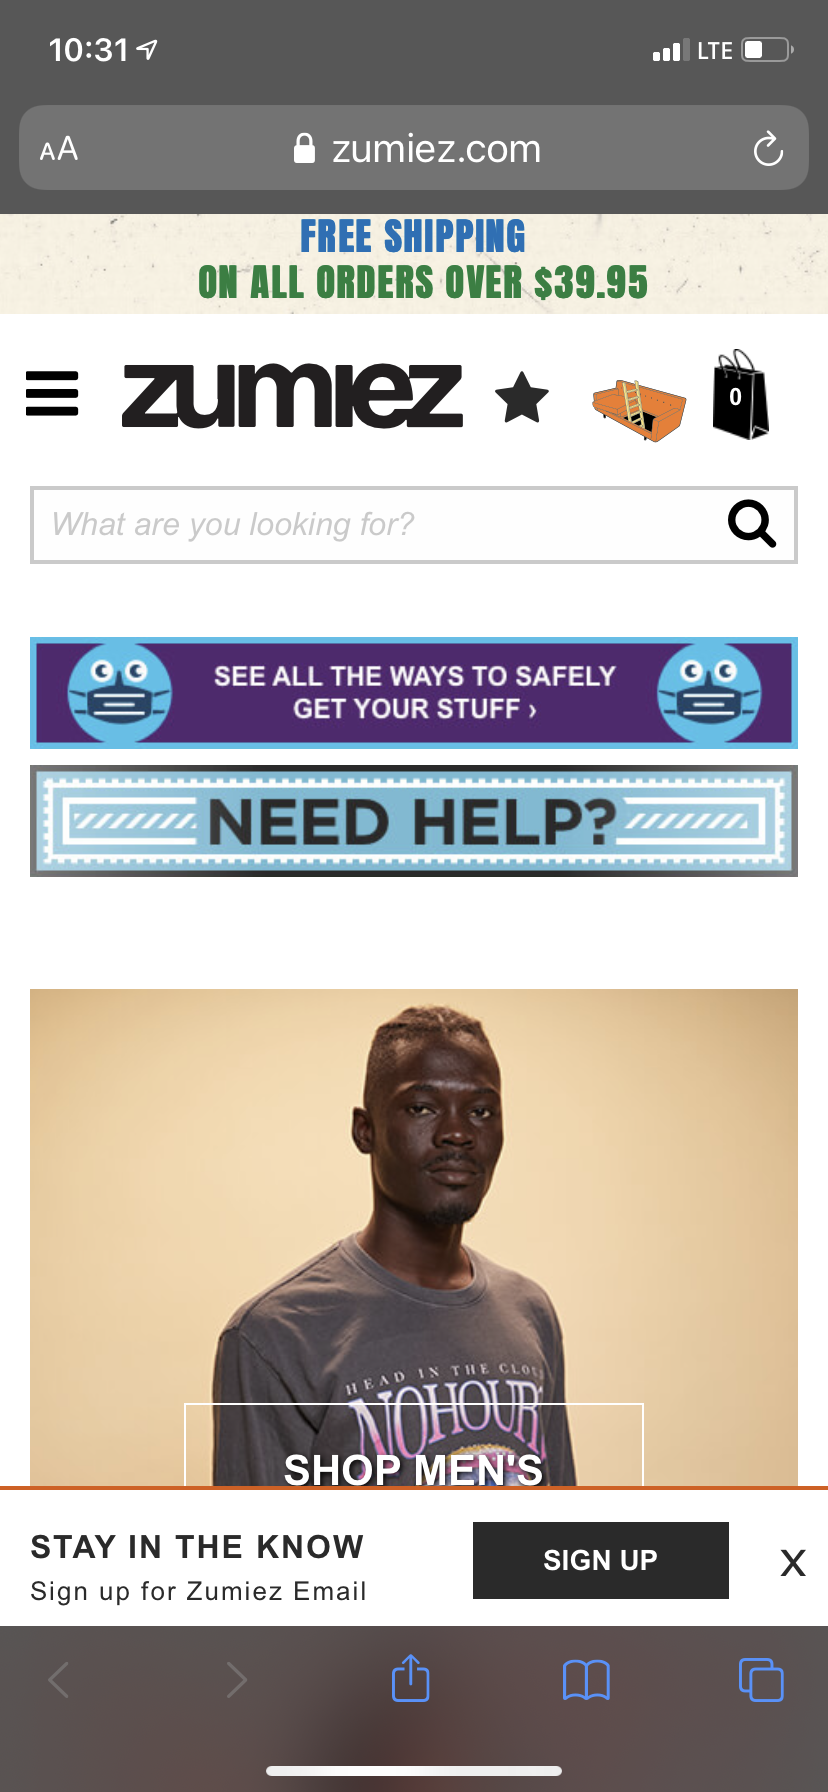 10:31
LTE
AA
zumiez.com
FREE SHIPPING
ON ALL ORDERS OVER $39.95
zumiez
0
What are you looking for?
SEE ALL THE WAYS TO SAFELY
GET YOUR STUFF ›
NEED HELP?
HEAD IN THE
NOHOUR
SHOP MEN'S
STAY IN THE KNOW
SIGN UP
X
Sign up for Zumiez Email